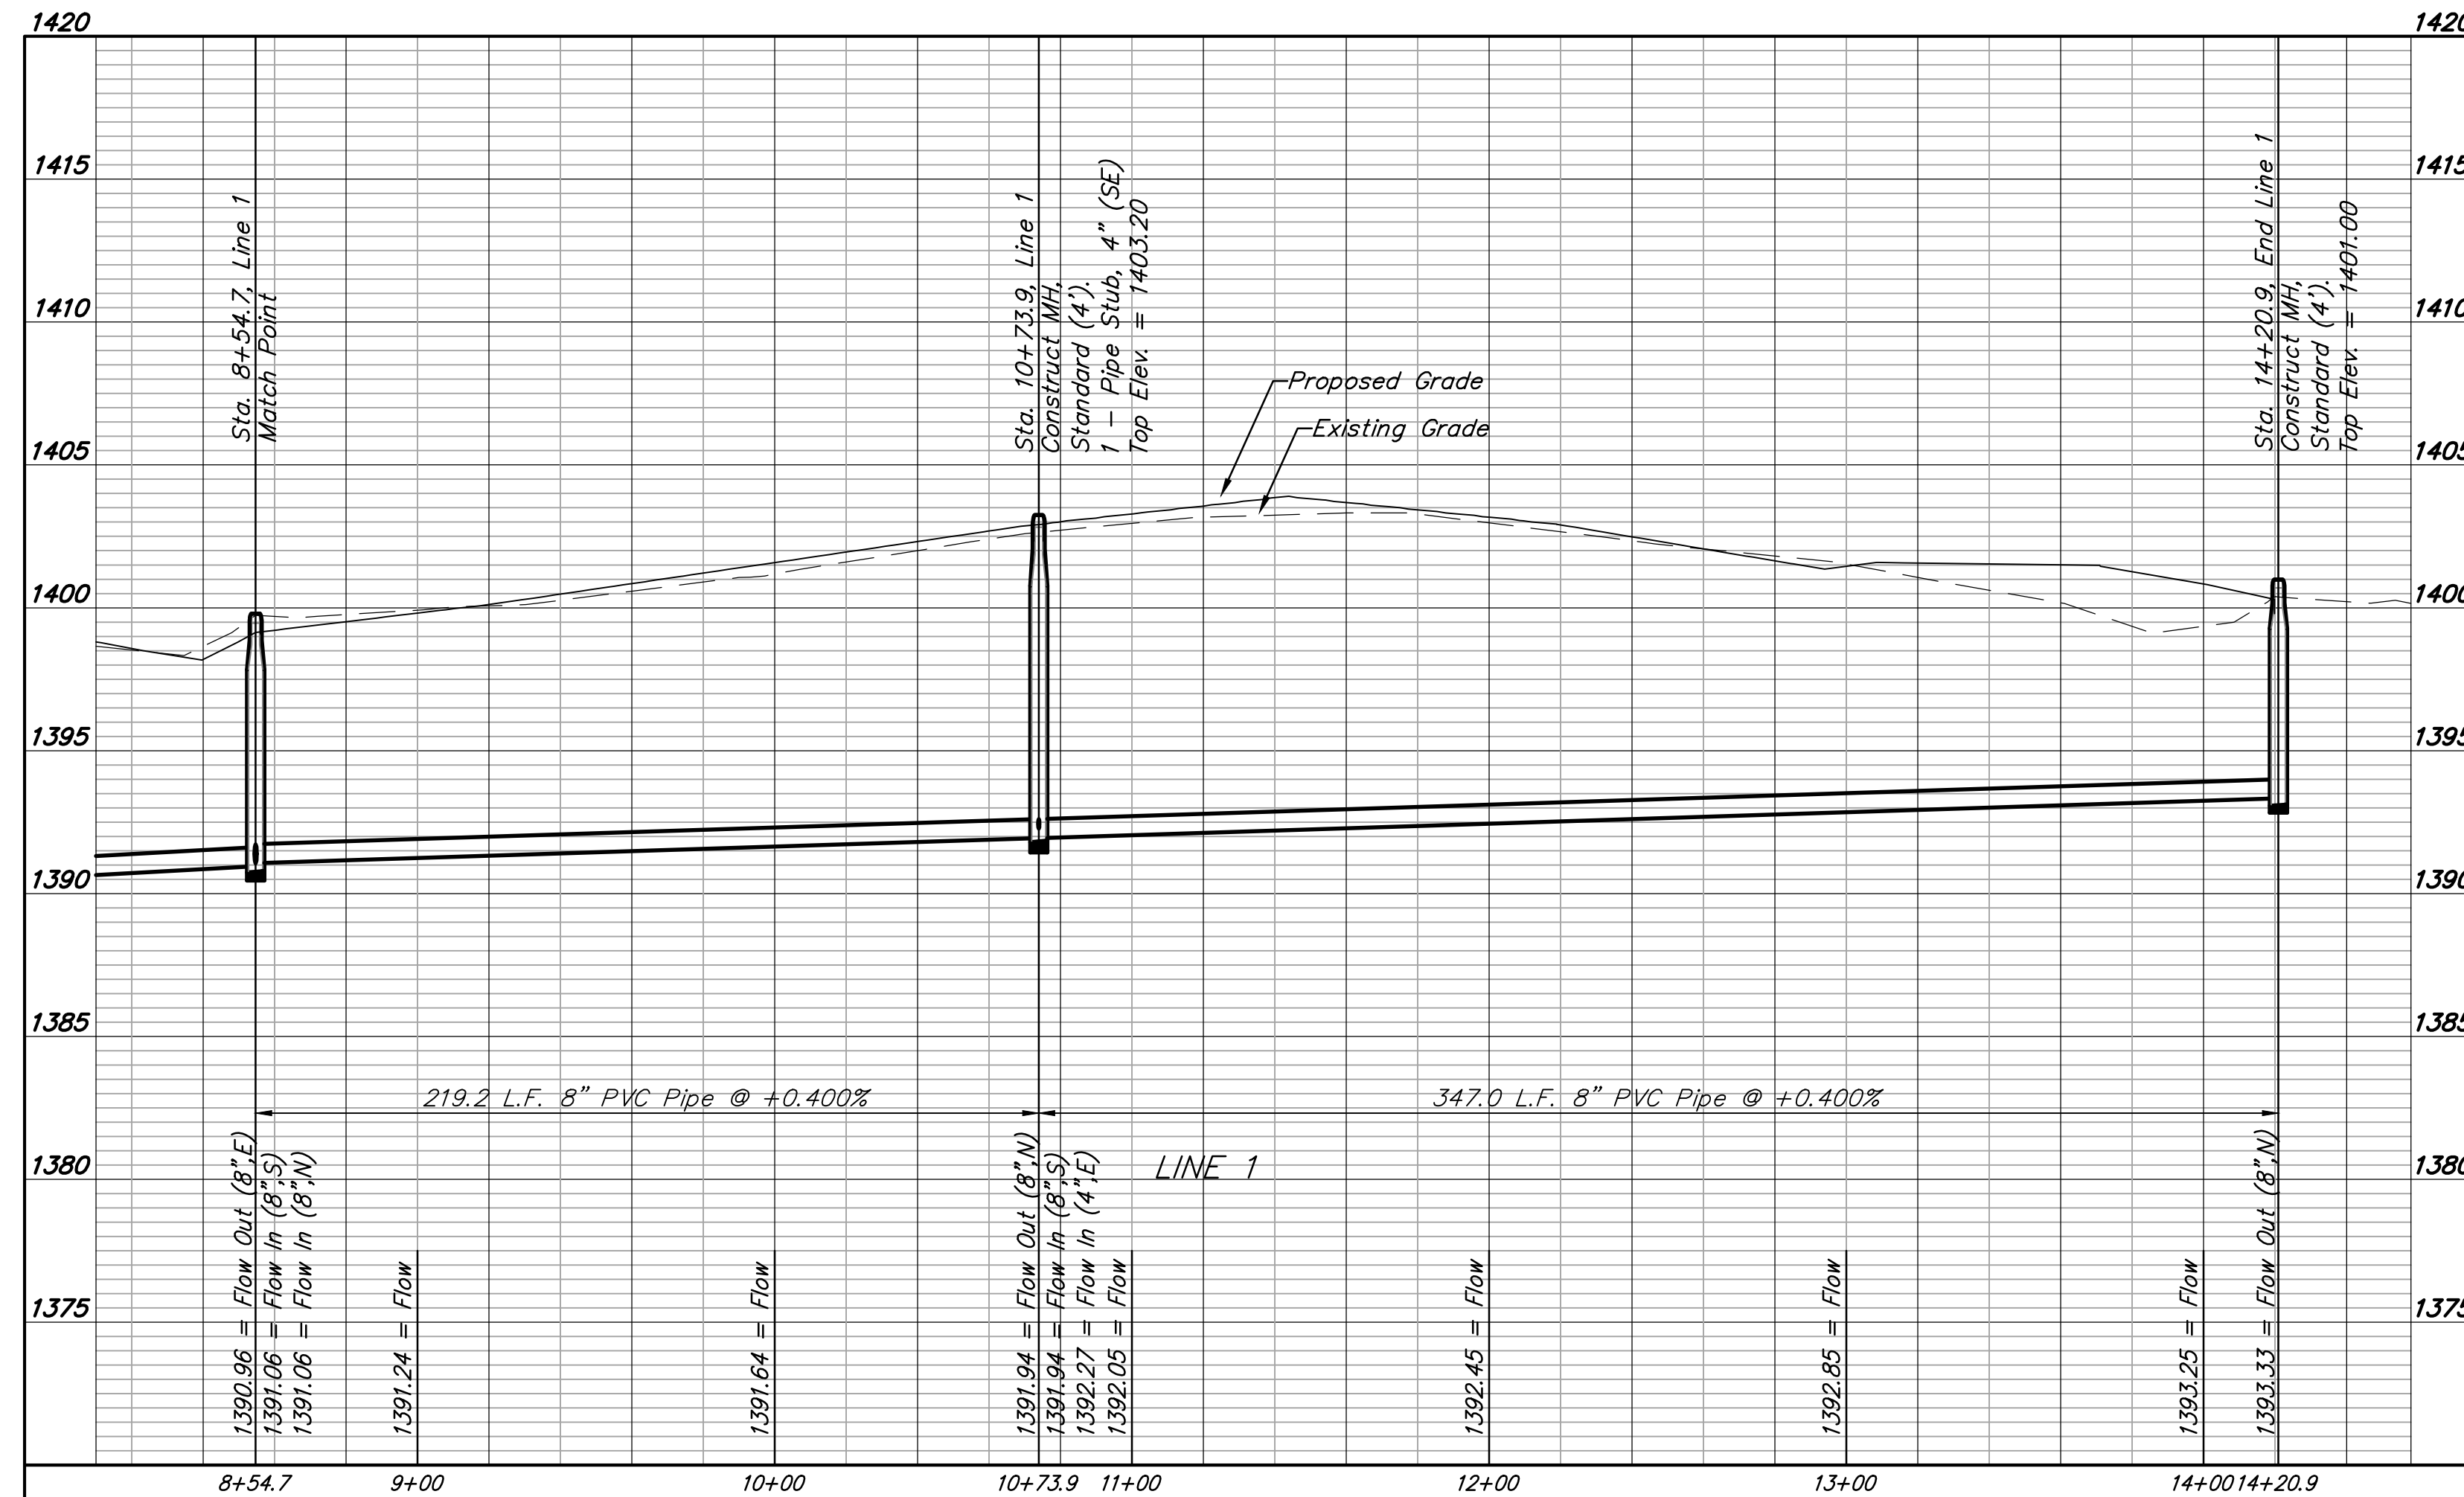 1420
1420
1415
1415
1410
1410
1405
1405
1400
1400
1395
1395
1390
1390
1385
1385
1380
1380
1375
1375
Sta. 8+54.7, Line 1
Match Point
Sta. 10+73.9, Line 1
Construct MH,
Standard (4').
1 - Pipe Stub, 4" (SE)
Top Elev. = 1403.20
Proposed Grade
Existing Grade
Sta. 14+20.9, End Line 1
Construct MH,
Standard (4').
Top Elev. = 1401.00
219.2 L.F. 8" PVC Pipe @ +0.400%
347.0 L.F. 8" PVC Pipe @ +0.400%
LINE 1
1390.96 = Flow Out (8",E)
1391.06 = Flow In (8",S)
1391.06 = Flow In (8",N)
1391.24 = Flow
1391.64 = Flow
1391.94 = Flow Out (8",N)
1391.94 = Flow In (8",S)
1392.27 = Flow In (4",E)
1392.05 = Flow
1392.45 = Flow
1392.85 = Flow
1393.25 = Flow
1393.33 = Flow Out (8",N)
8+54.7
9+00
10+00
10+73.9
11+00
12+00
13+00
14+00
14+20.9